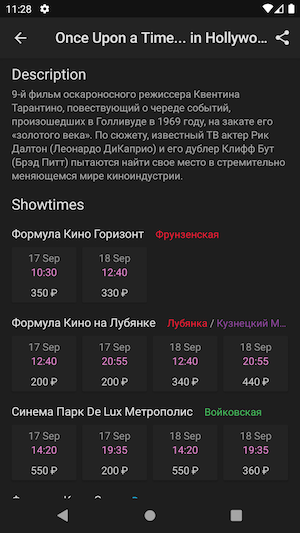 11:28
Once Upon a Time... in Hollywo...
Description
9-й фильм оскароносного режиссера Квентина
Тарантино, повествующий о череде событий,
произошедших в Голливуде в 1969 году, на закате его
«золотого века». По сюжету, известный ТВ актер Рик
Далтон (Леонардо ДиКаприо) и его дублер Клифф Бут
(Брэд Питт) пытаются найти свое место в стремительно
меняющемся мире киноиндустрии.
Showtimes
Формула Кино Горизонт Фрунзенская
17 Sep 18 Sep
10:30 12:40
350 ₽ 330 ₽
Формула Кино на Лубянке Лубянка / Кузнецкий М...
17 Sep 17 Sep 18 Sep 18 Sep
12:40 20:55 12:40 20:55
200 ₽ 200 ₽ 340 ₽ 440 ₽
Синема Парк De Lux Метрополис Войковская
17 Sep 17 Sep 18 Sep 18 Sep
14:20 19:35 14:20 19:35
550 ₽ 200 ₽ 550 ₽ 360 ₽